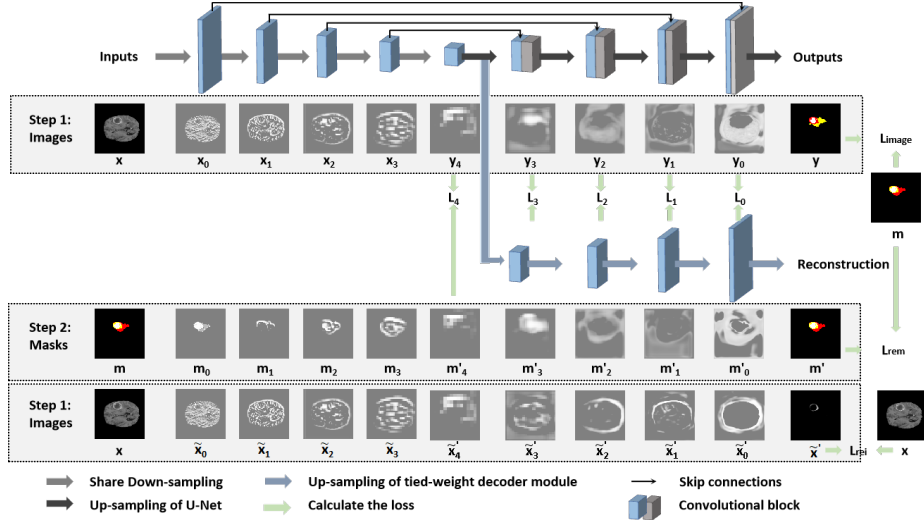 Inputs
Outputs
Step 1:
Images
x
x₀
x₁
x₂
x₃
y₄
y₃
y₂
y₁
y₀
y
L_image
m
L₄
L₃
L₂
L₁
L₀
Reconstruction
Step 2:
Masks
m
m₀
m₁
m₂
m₃
m'₄
m'₃
m'₂
m'₁
m'₀
m'
L_rem
Step 1:
Images
x
x̃₀
x̃₁
x̃₂
x̃₃
x̃₄'
x̃₃'
x̃₂'
x̃₁'
x̃₀'
x̃'
L_rei
x
Share Down-sampling
Up-sampling of tied-weight decoder module
Skip connections
Up-sampling of U-Net
Calculate the loss
Convolutional block